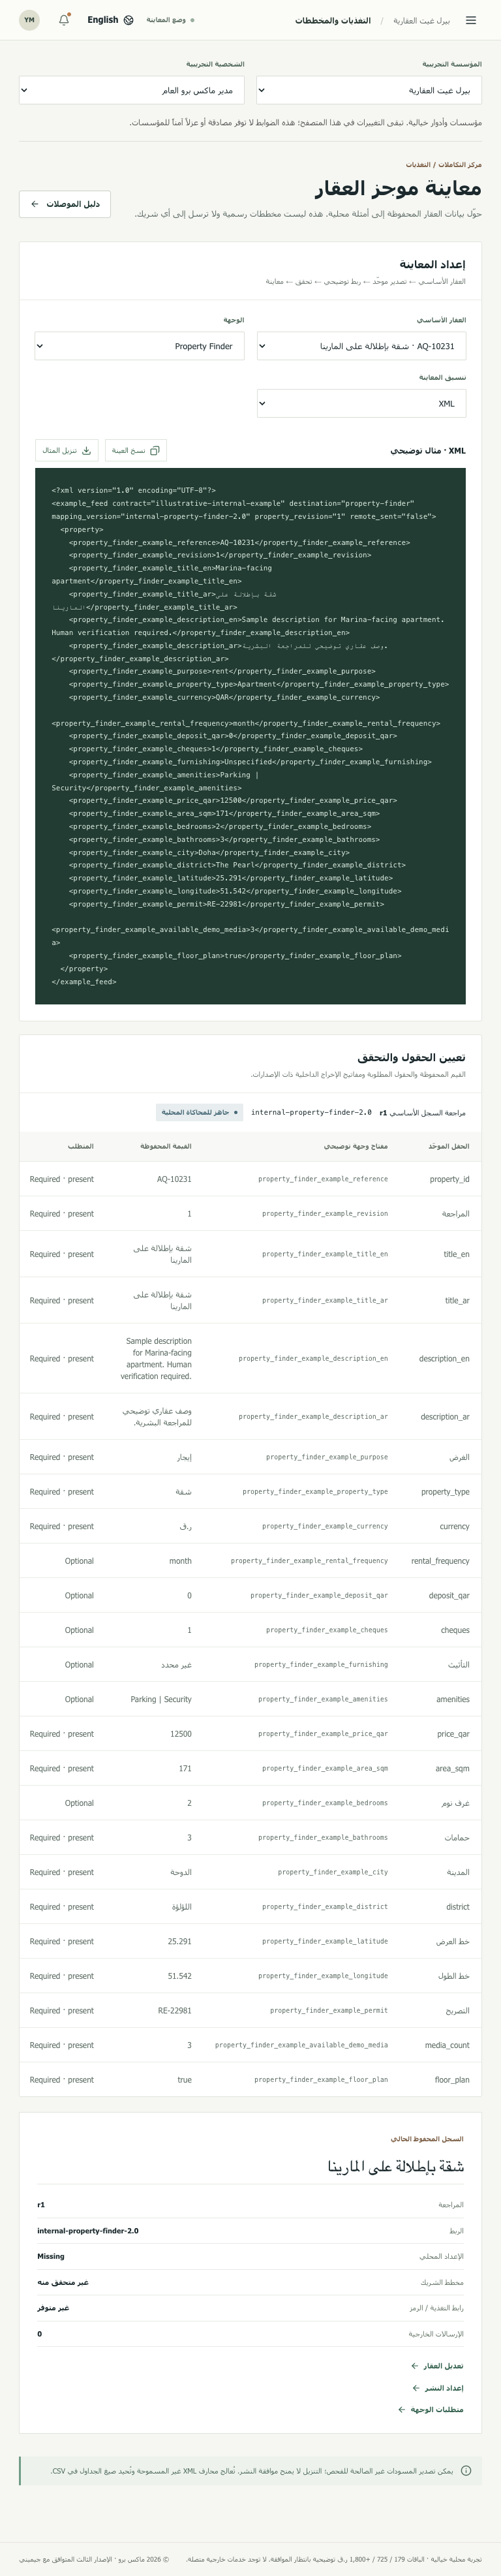 بيرل غيت العقارية / التغذيات والمخططات
وضع المعاينة
English
YM
المؤسسة التجريبية
الشخصية التجريبية
بيرل غيت العقارية
مدير ماكس برو العام
مؤسسات وأدوار خيالية. تبقى التغييرات في هذا المتصفح؛ هذه الضوابط لا توفر مصادقة أو عزلاً آمناً للمؤسسات.
مركز التكاملات / التغذيات
معاينة موجز العقار
حوّل بيانات العقار المحفوظة إلى أمثلة محلية. هذه ليست مخططات رسمية ولا ترسل إلى أي شريك.
دليل الموصلات
إعداد المعاينة
العقار الأساسي ← تصدير موحّد ← ربط توضيحي ← تحقق ← معاينة
العقار الأساسي
الوجهة
AQ-10231 · شقة بإطلالة على المارينا
Property Finder
تنسيق المعاينة
XML
XML · مثال توضيحي
نسخ العينة
تنزيل المثال
<?xml version="1.0" encoding="UTF-8"?>
<example_feed contract="illustrative-internal-example" destination="property-finder"
mapping_version="internal-property-finder-2.0" property_revision="1" remote_sent="false">
<property>
<property_finder_example_reference>AQ-10231</property_finder_example_reference>
<property_finder_example_revision>1</property_finder_example_revision>
<property_finder_example_title_en>Marina-facing
apartment</property_finder_example_title_en>
<property_finder_example_title_ar>شقة بإطلالة على
المارينا</property_finder_example_title_ar>
<property_finder_example_description_en>Sample description for Marina-facing apartment.
Human verification required.</property_finder_example_description_en>
<property_finder_example_description_ar>وصف عقاري توضيحي للمراجعة البشرية.
</property_finder_example_description_ar>
<property_finder_example_purpose>rent</property_finder_example_purpose>
<property_finder_example_property_type>Apartment</property_finder_example_property_type>
<property_finder_example_currency>QAR</property_finder_example_currency>
<property_finder_example_rental_frequency>month</property_finder_example_rental_frequency>
<property_finder_example_deposit_qar>0</property_finder_example_deposit_qar>
<property_finder_example_cheques>1</property_finder_example_cheques>
<property_finder_example_furnishing>Unspecified</property_finder_example_furnishing>
<property_finder_example_amenities>Parking |
Security</property_finder_example_amenities>
<property_finder_example_price_qar>12500</property_finder_example_price_qar>
<property_finder_example_area_sqm>171</property_finder_example_area_sqm>
<property_finder_example_bedrooms>2</property_finder_example_bedrooms>
<property_finder_example_bathrooms>3</property_finder_example_bathrooms>
<property_finder_example_city>Doha</property_finder_example_city>
<property_finder_example_district>The Pearl</property_finder_example_district>
<property_finder_example_latitude>25.291</property_finder_example_latitude>
<property_finder_example_longitude>51.542</property_finder_example_longitude>
<property_finder_example_permit>RE-22981</property_finder_example_permit>
<property_finder_example_available_demo_media>3</property_finder_example_available_demo_medi
a>
<property_finder_example_floor_plan>true</property_finder_example_floor_plan>
</property>
</example_feed>
تعيين الحقول والتحقق
القيم المحفوظة والحقول المطلوبة ومفاتيح الإخراج الداخلية ذات الإصدارات.
مراجعة السجل الأساسي r1 internal-property-finder-2.0 جاهز للمحاكاة المحلية
الحقل الموحّد مفتاح وجهة توضيحي القيمة المحفوظة المتطلب
property_id property_finder_example_reference AQ-10231 Required · present
المراجعة property_finder_example_revision 1 Required · present
title_en property_finder_example_title_en شقة بإطلالة على المارينا Required · present
title_ar property_finder_example_title_ar شقة بإطلالة على المارينا Required · present
description_en property_finder_example_description_en Sample description for Marina-facing apartment. Human verification required. Required · present
description_ar property_finder_example_description_ar وصف عقاري توضيحي للمراجعة البشرية. Required · present
الغرض property_finder_example_purpose إيجار Required · present
property_type property_finder_example_property_type شقة Required · present
currency property_finder_example_currency ر.ق Required · present
rental_frequency property_finder_example_rental_frequency month Optional
deposit_qar property_finder_example_deposit_qar 0 Optional
cheques property_finder_example_cheques 1 Optional
التأثيث property_finder_example_furnishing غير محدد Optional
amenities property_finder_example_amenities Parking | Security Optional
price_qar property_finder_example_price_qar 12500 Required · present
area_sqm property_finder_example_area_sqm 171 Required · present
غرف نوم property_finder_example_bedrooms 2 Optional
حمامات property_finder_example_bathrooms 3 Required · present
المدينة property_finder_example_city الدوحة Required · present
district property_finder_example_district اللؤلؤة Required · present
خط العرض property_finder_example_latitude 25.291 Required · present
خط الطول property_finder_example_longitude 51.542 Required · present
التصريح property_finder_example_permit RE-22981 Required · present
media_count property_finder_example_available_demo_media 3 Required · present
floor_plan property_finder_example_floor_plan true Required · present
السجل المحفوظ الحالي
شقة بإطلالة على المارينا
المراجعة r1
الربط internal-property-finder-2.0
الإعداد المحلي Missing
مخطط الشريك غير متحقق منه
رابط التغذية / الرمز غير متوفر
الإرسالات الخارجية 0
تعديل العقار
إعداد النشر
متطلبات الوجهة
يمكن تصدير المسودات غير الصالحة للفحص: التنزيل لا يمنح موافقة النشر. تُعالج محارف XML غير المسموحة وتُحيد صيغ الجداول في CSV.
تجربة محلية خيالية · الباقات 179 / 725 / +1,800 ر.ق توضيحية بانتظار الموافقة. لا توجد خدمات خارجية متصلة.
© 2026 ماكس برو · الإصدار الثالث المتوافق مع جيميني